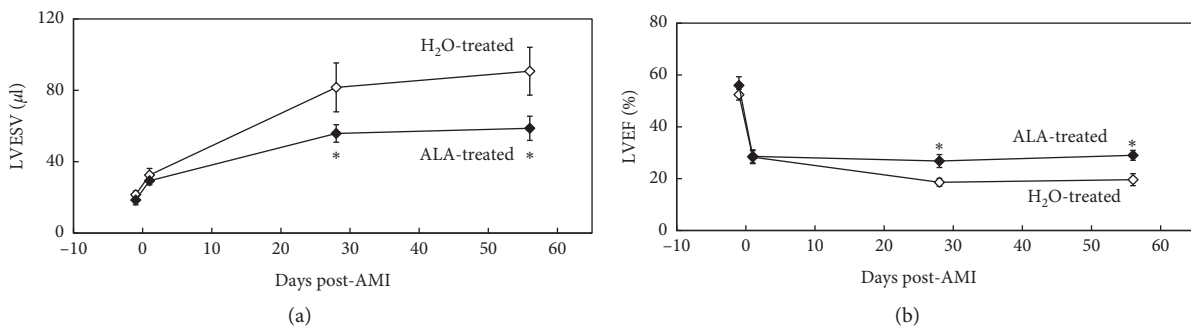 120
80
40
0
LVESV (μl)
H₂O-treated
ALA-treated
*
*
–10 0 10 20 30 40 50 60
Days post-AMI
(a)
80
60
40
20
0
LVEF (%)
ALA-treated
*
*
H₂O-treated
–10 0 10 20 30 40 50 60
Days post-AMI
(b)